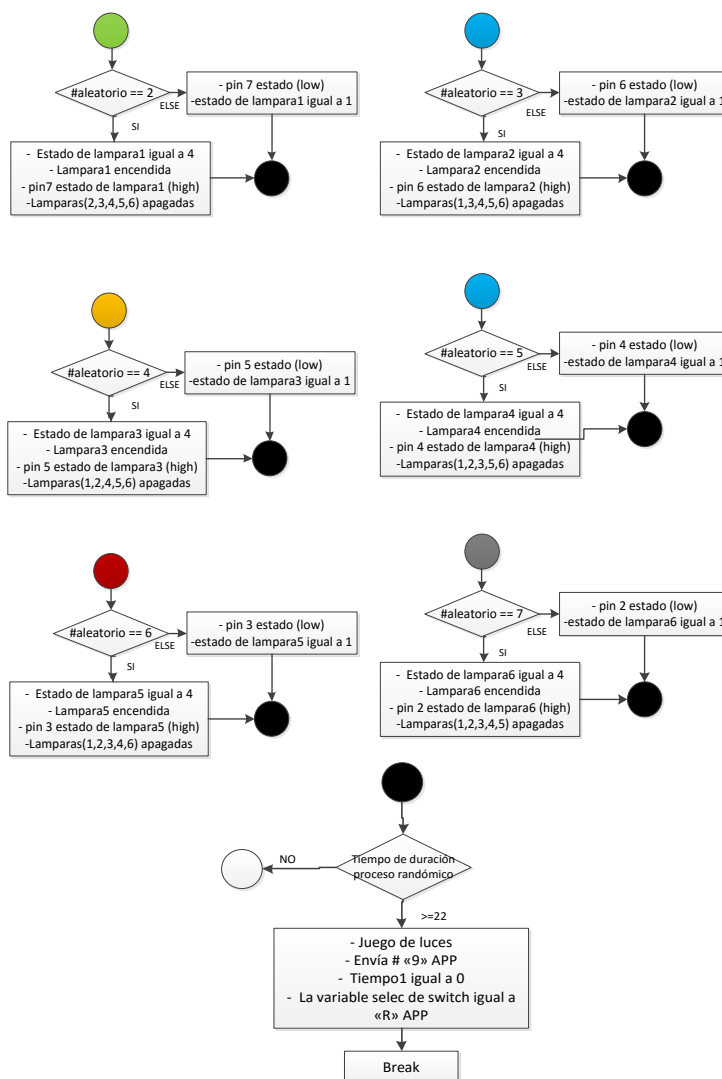 #aleatorio == 2
ELSE
- pin 7 estado (low)
-estado de lampara1 igual a 1
SI
- Estado de lampara1 igual a 4
- Lampara1 encendida
- pin7 estado de lampara1 (high)
-Lamparas(2,3,4,5,6) apagadas
#aleatorio == 3
ELSE
- pin 6 estado (low)
-estado de lampara2 igual a 1
SI
- Estado de lampara2 igual a 4
- Lampara2 encendida
- pin 6 estado de lampara2 (high)
-Lamparas(1,3,4,5,6) apagadas
#aleatorio == 4
ELSE
- pin 5 estado (low)
-estado de lampara3 igual a 1
SI
- Estado de lampara3 igual a 4
- Lampara3 encendida
- pin 5 estado de lampara3 (high)
-Lamparas(1,2,4,5,6) apagadas
#aleatorio == 5
ELSE
- pin 4 estado (low)
-estado de lampara4 igual a 1
SI
- Estado de lampara4 igual a 4
- Lampara4 encendida
- pin 4 estado de lampara4 (high)
-Lamparas(1,2,3,5,6) apagadas
#aleatorio == 6
ELSE
- pin 3 estado (low)
-estado de lampara5 igual a 1
SI
- Estado de lampara5 igual a 4
- Lampara5 encendida
- pin 3 estado de lampara5 (high)
-Lamparas(1,2,3,4,6) apagadas
#aleatorio == 7
ELSE
- pin 2 estado (low)
-estado de lampara6 igual a 1
SI
- Estado de lampara6 igual a 4
- Lampara6 encendida
- pin 2 estado de lampara6 (high)
-Lamparas(1,2,3,4,5) apagadas
Tiempo de duración
proceso randómico
NO
>=22
- Juego de luces
- Envía # «9» APP
- Tiempo1 igual a 0
- La variable selec de switch igual a
«R» APP
Break